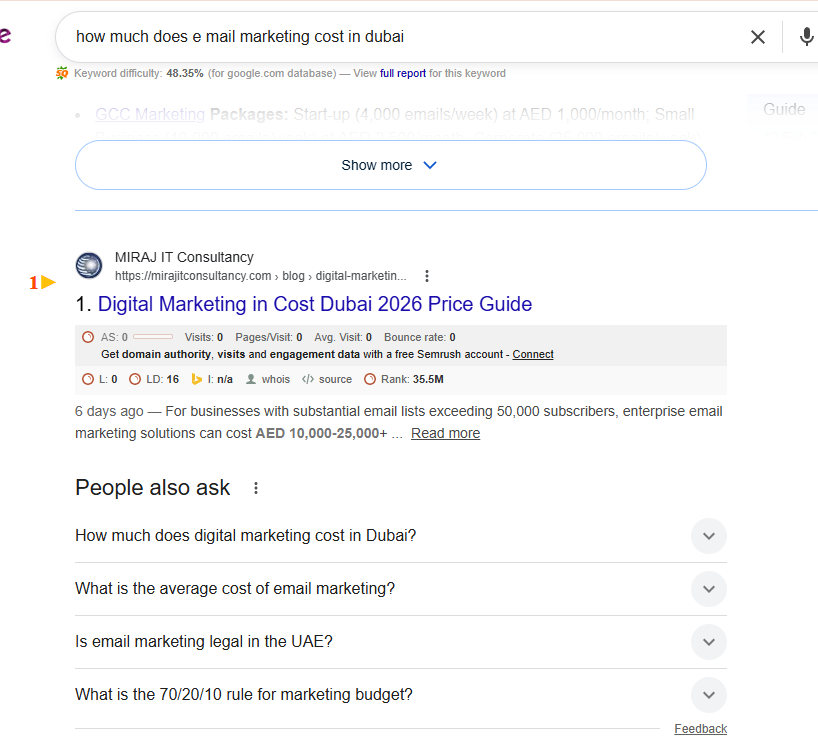 e
how much does e mail marketing cost in dubai
Keyword difficulty: 48.35% (for google.com database) — View full report for this keyword
• GCC Marketing Packages: Start-up (4,000 emails/week) at AED 1,000/month; Small
Guide
Show more
MIRAJ IT Consultancy
https://mirajitconsultancy.com › blog › digital-marketin...
1
1. Digital Marketing in Cost Dubai 2026 Price Guide
AS: 0 Visits: 0 Pages/Visit: 0 Avg. Visit: 0 Bounce rate: 0
Get domain authority, visits and engagement data with a free Semrush account - Connect
L: 0 LD: 16 I: n/a whois </> source Rank: 35.5M
6 days ago — For businesses with substantial email lists exceeding 50,000 subscribers, enterprise email
marketing solutions can cost AED 10,000-25,000+ ... Read more
People also ask
How much does digital marketing cost in Dubai?
What is the average cost of email marketing?
Is email marketing legal in the UAE?
What is the 70/20/10 rule for marketing budget?
Feedback